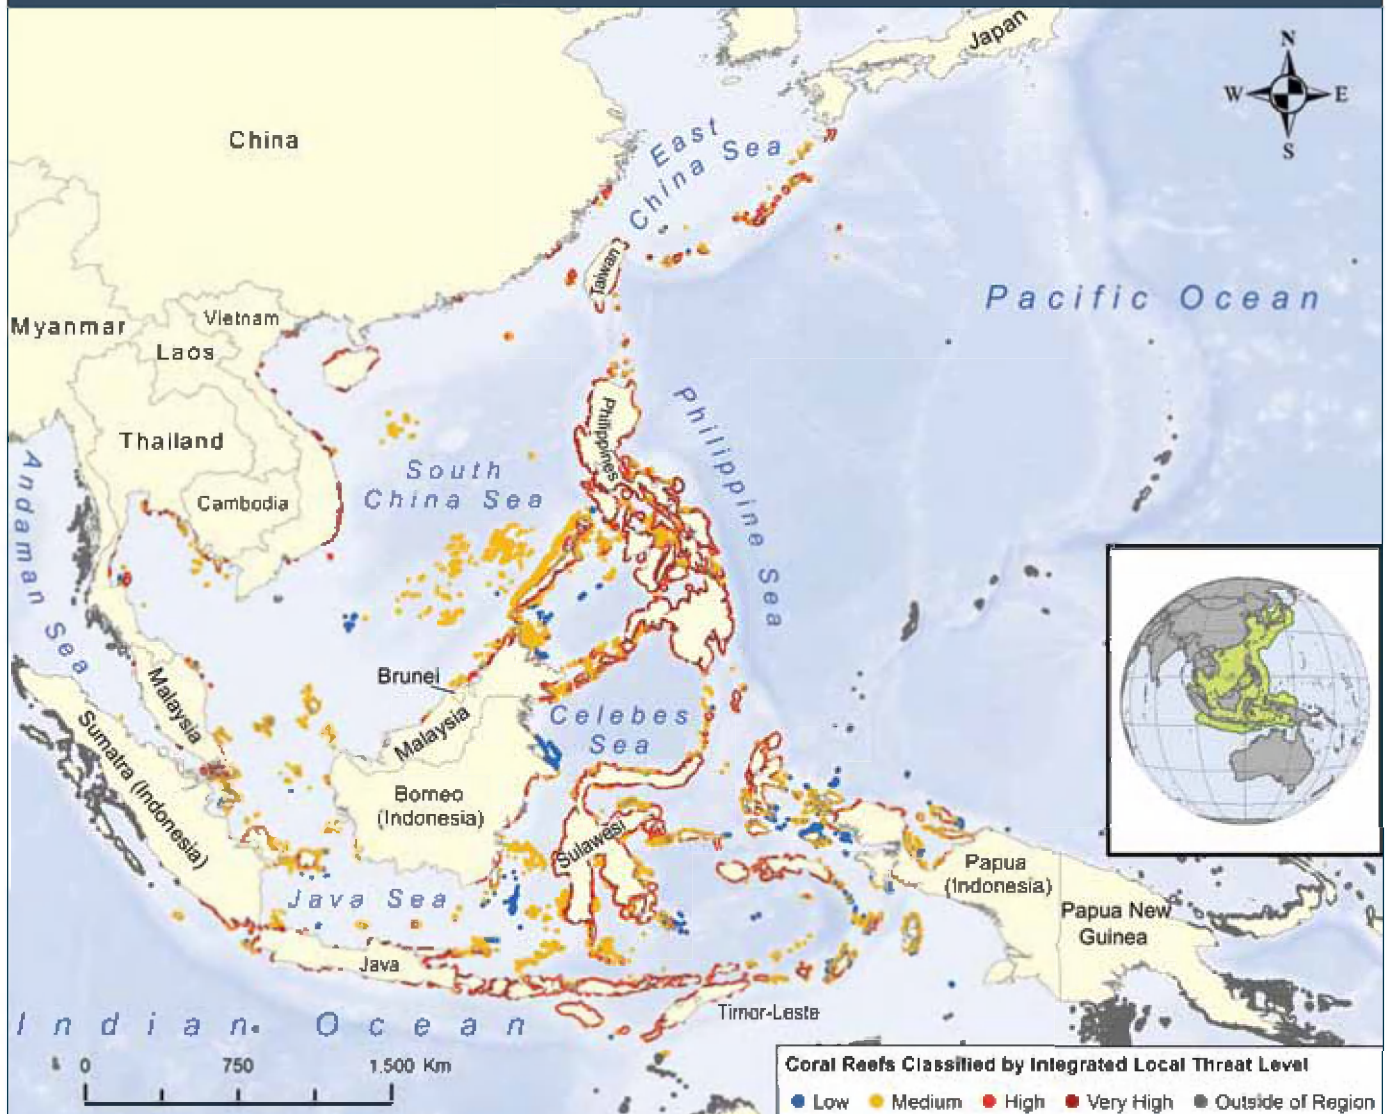 Japan
N
W E
S
China
East
China Sea
Taiwan
Pacific Ocean
Myanmar
Vietnam
Laos
Thailand
Cambodia
South
China Sea
Philippines
Philippine Sea
Andaman Sea
Brunei
Malaysia
Malaysia
Celebes
Sea
Sumatra (Indonesia)
Borneo
(Indonesia)
Sulawesi
Papua
(Indonesia)
Papua New
Guinea
Java Sea
Java
Timor-Leste
Indian Ocean
0 750 1.500 Km
Coral Reefs Classified by Integrated Local Threat Level
Low Medium High Very High Outside of Region